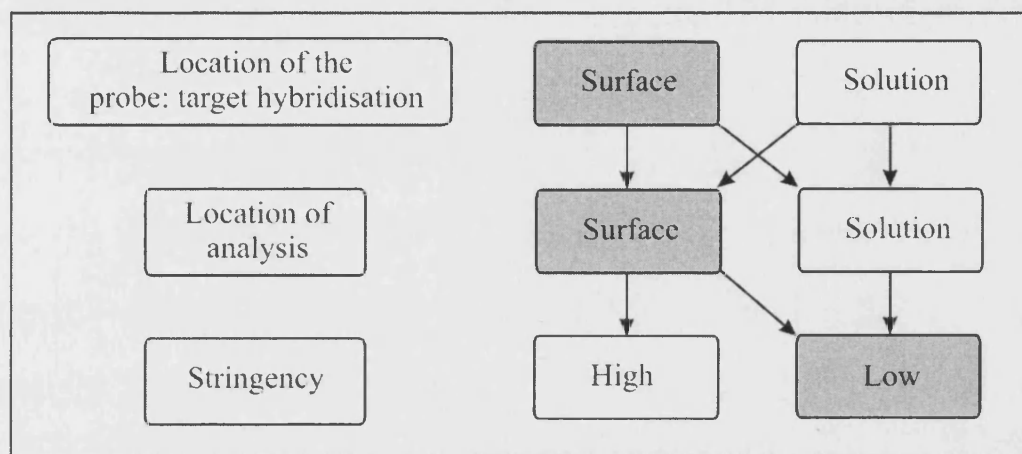 Location of the
probe: target hybridisation
Surface
Solution
Location of
analysis
Surface
Solution
Stringency
High
Low